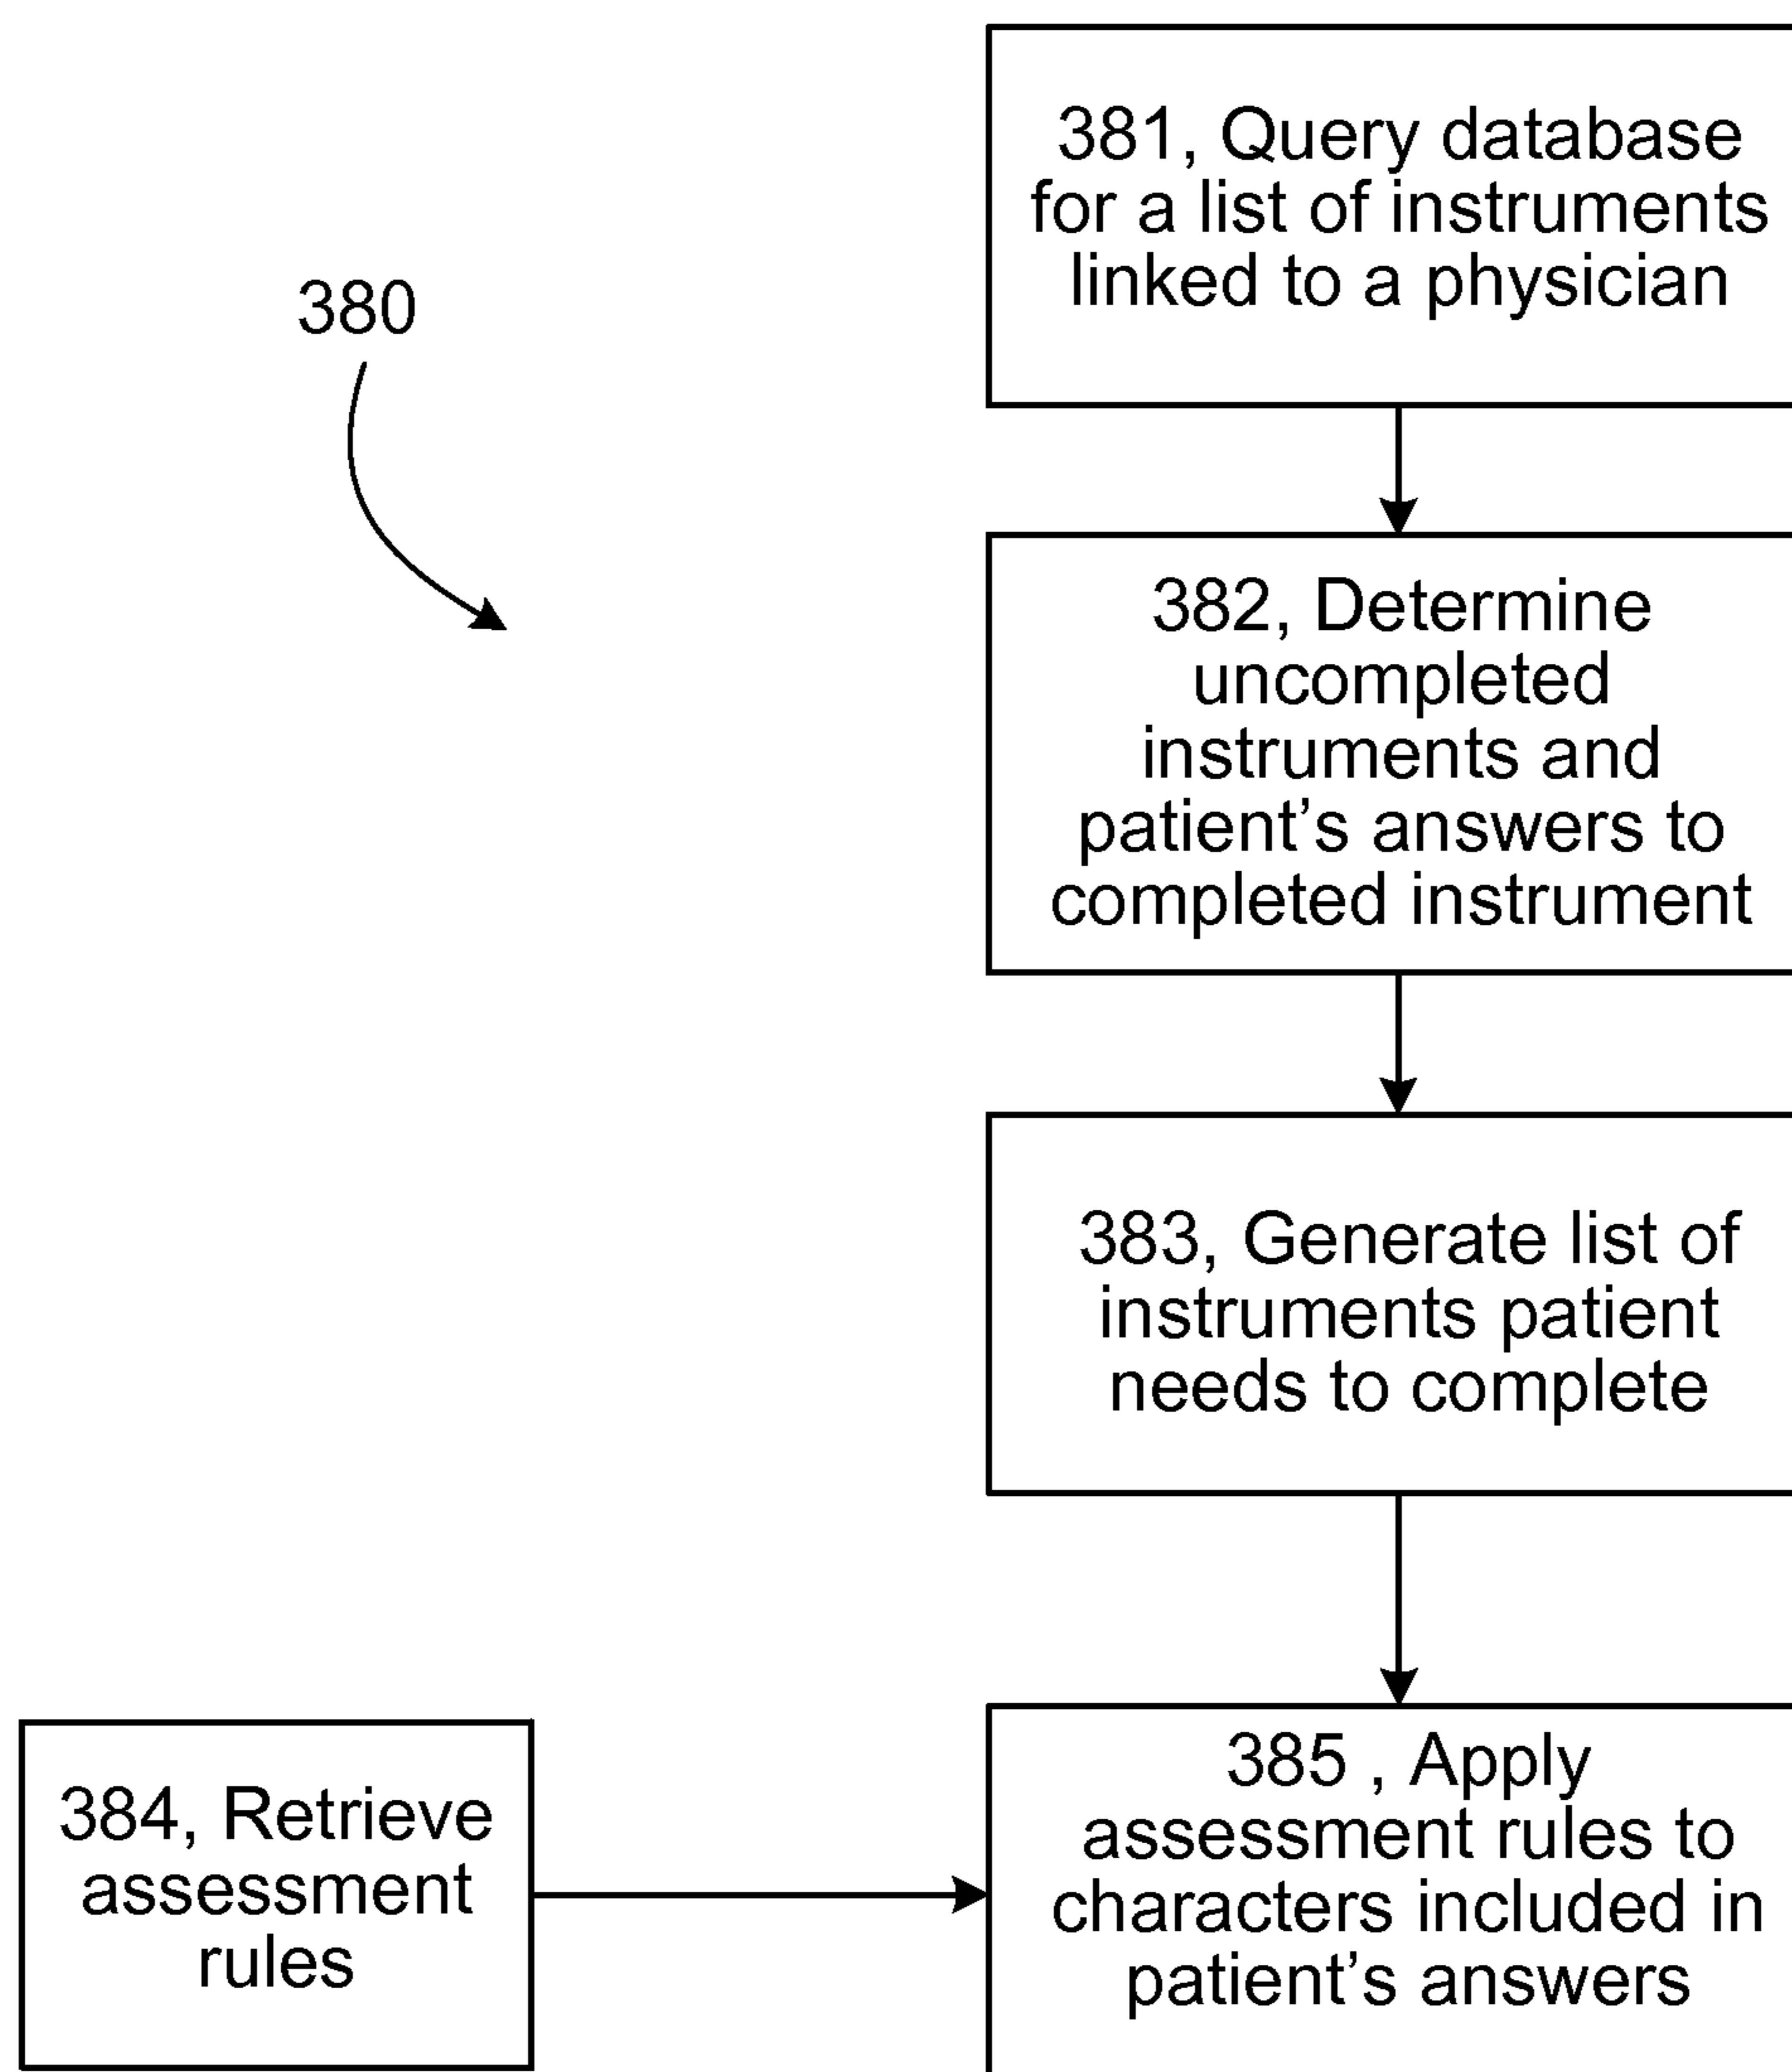 381, Query database
for a list of instruments
linked to a physician
380
382, Determine
uncompleted
instruments and
patient’s answers to
completed instrument
383, Generate list of
instruments patient
needs to complete
384, Retrieve
assessment
rules
385 , Apply
assessment rules to
characters included in
patient’s answers